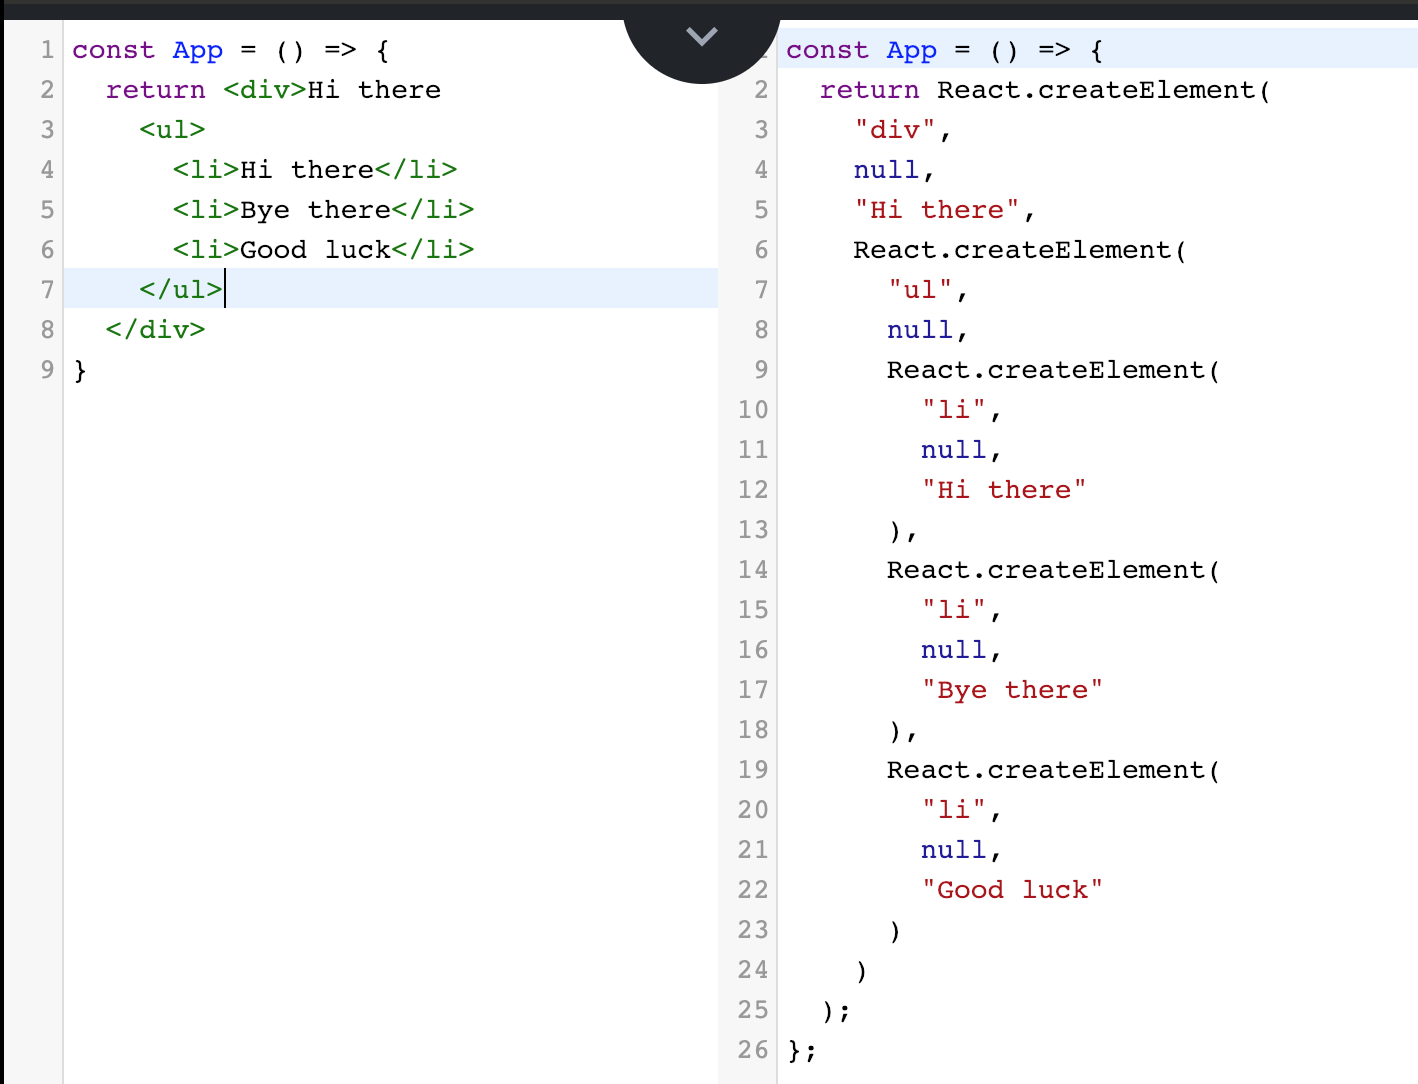 1 const App = () => {
2   return <div>Hi there
3     <ul>
4       <li>Hi there</li>
5       <li>Bye there</li>
6       <li>Good luck</li>
7     </ul>
8   </div>
9 }
const App = () => {
2   return React.createElement(
3     "div",
4     null,
5     "Hi there",
6     React.createElement(
7       "ul",
8       null,
9       React.createElement(
10         "li",
11         null,
12         "Hi there"
13       ),
14       React.createElement(
15         "li",
16         null,
17         "Bye there"
18       ),
19       React.createElement(
20         "li",
21         null,
22         "Good luck"
23       )
24     )
25   );
26 };